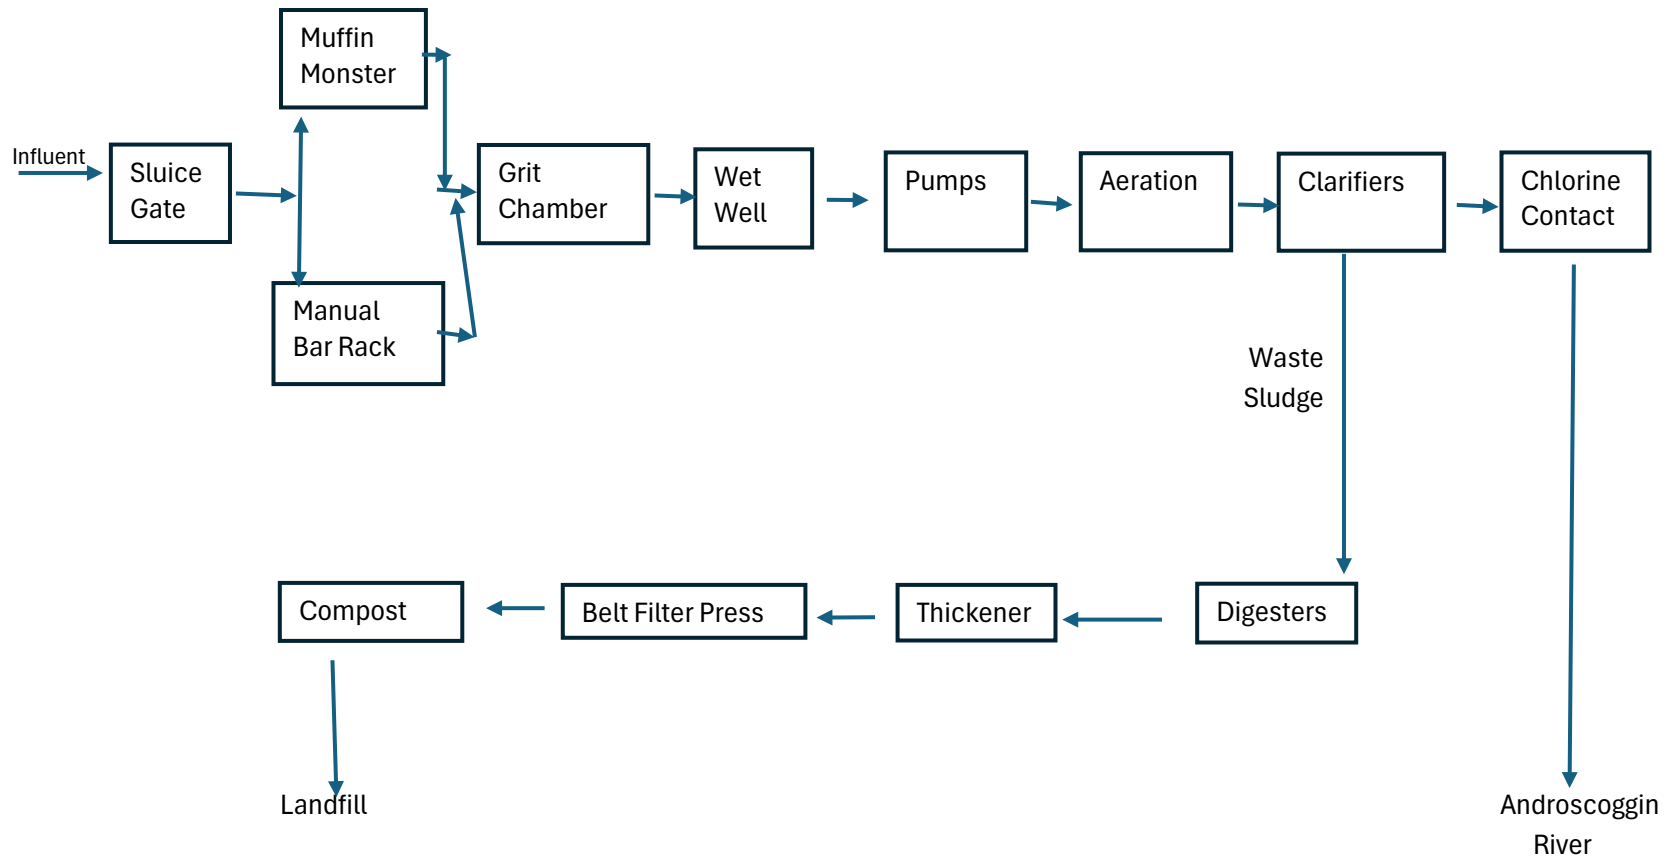 Muffin
Monster
Influent
Sluice
Gate
Grit
Chamber
Wet
Well
Pumps
Aeration
Clarifiers
Chlorine
Contact
Manual
Bar Rack
Waste
Sludge
Compost
Belt Filter Press
Thickener
Digesters
Landfill
Androscoggin
River